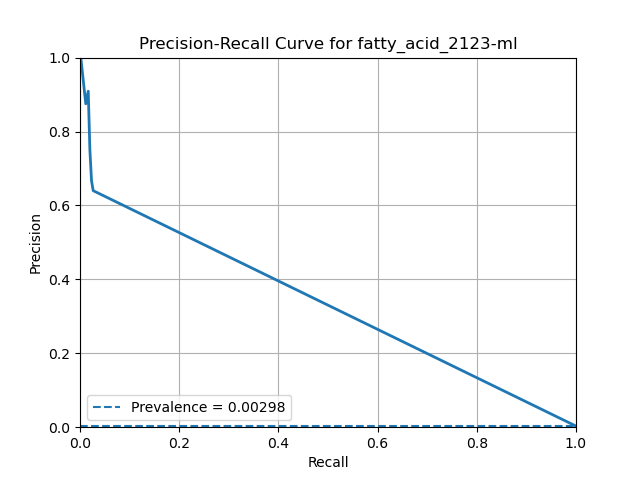 Precision-Recall Curve for fatty_acid_2123-ml
1.0
0.8
0.6
0.4
0.2
0.0
Precision
Prevalence = 0.00298
0.0 0.2 0.4 0.6 0.8 1.0
Recall